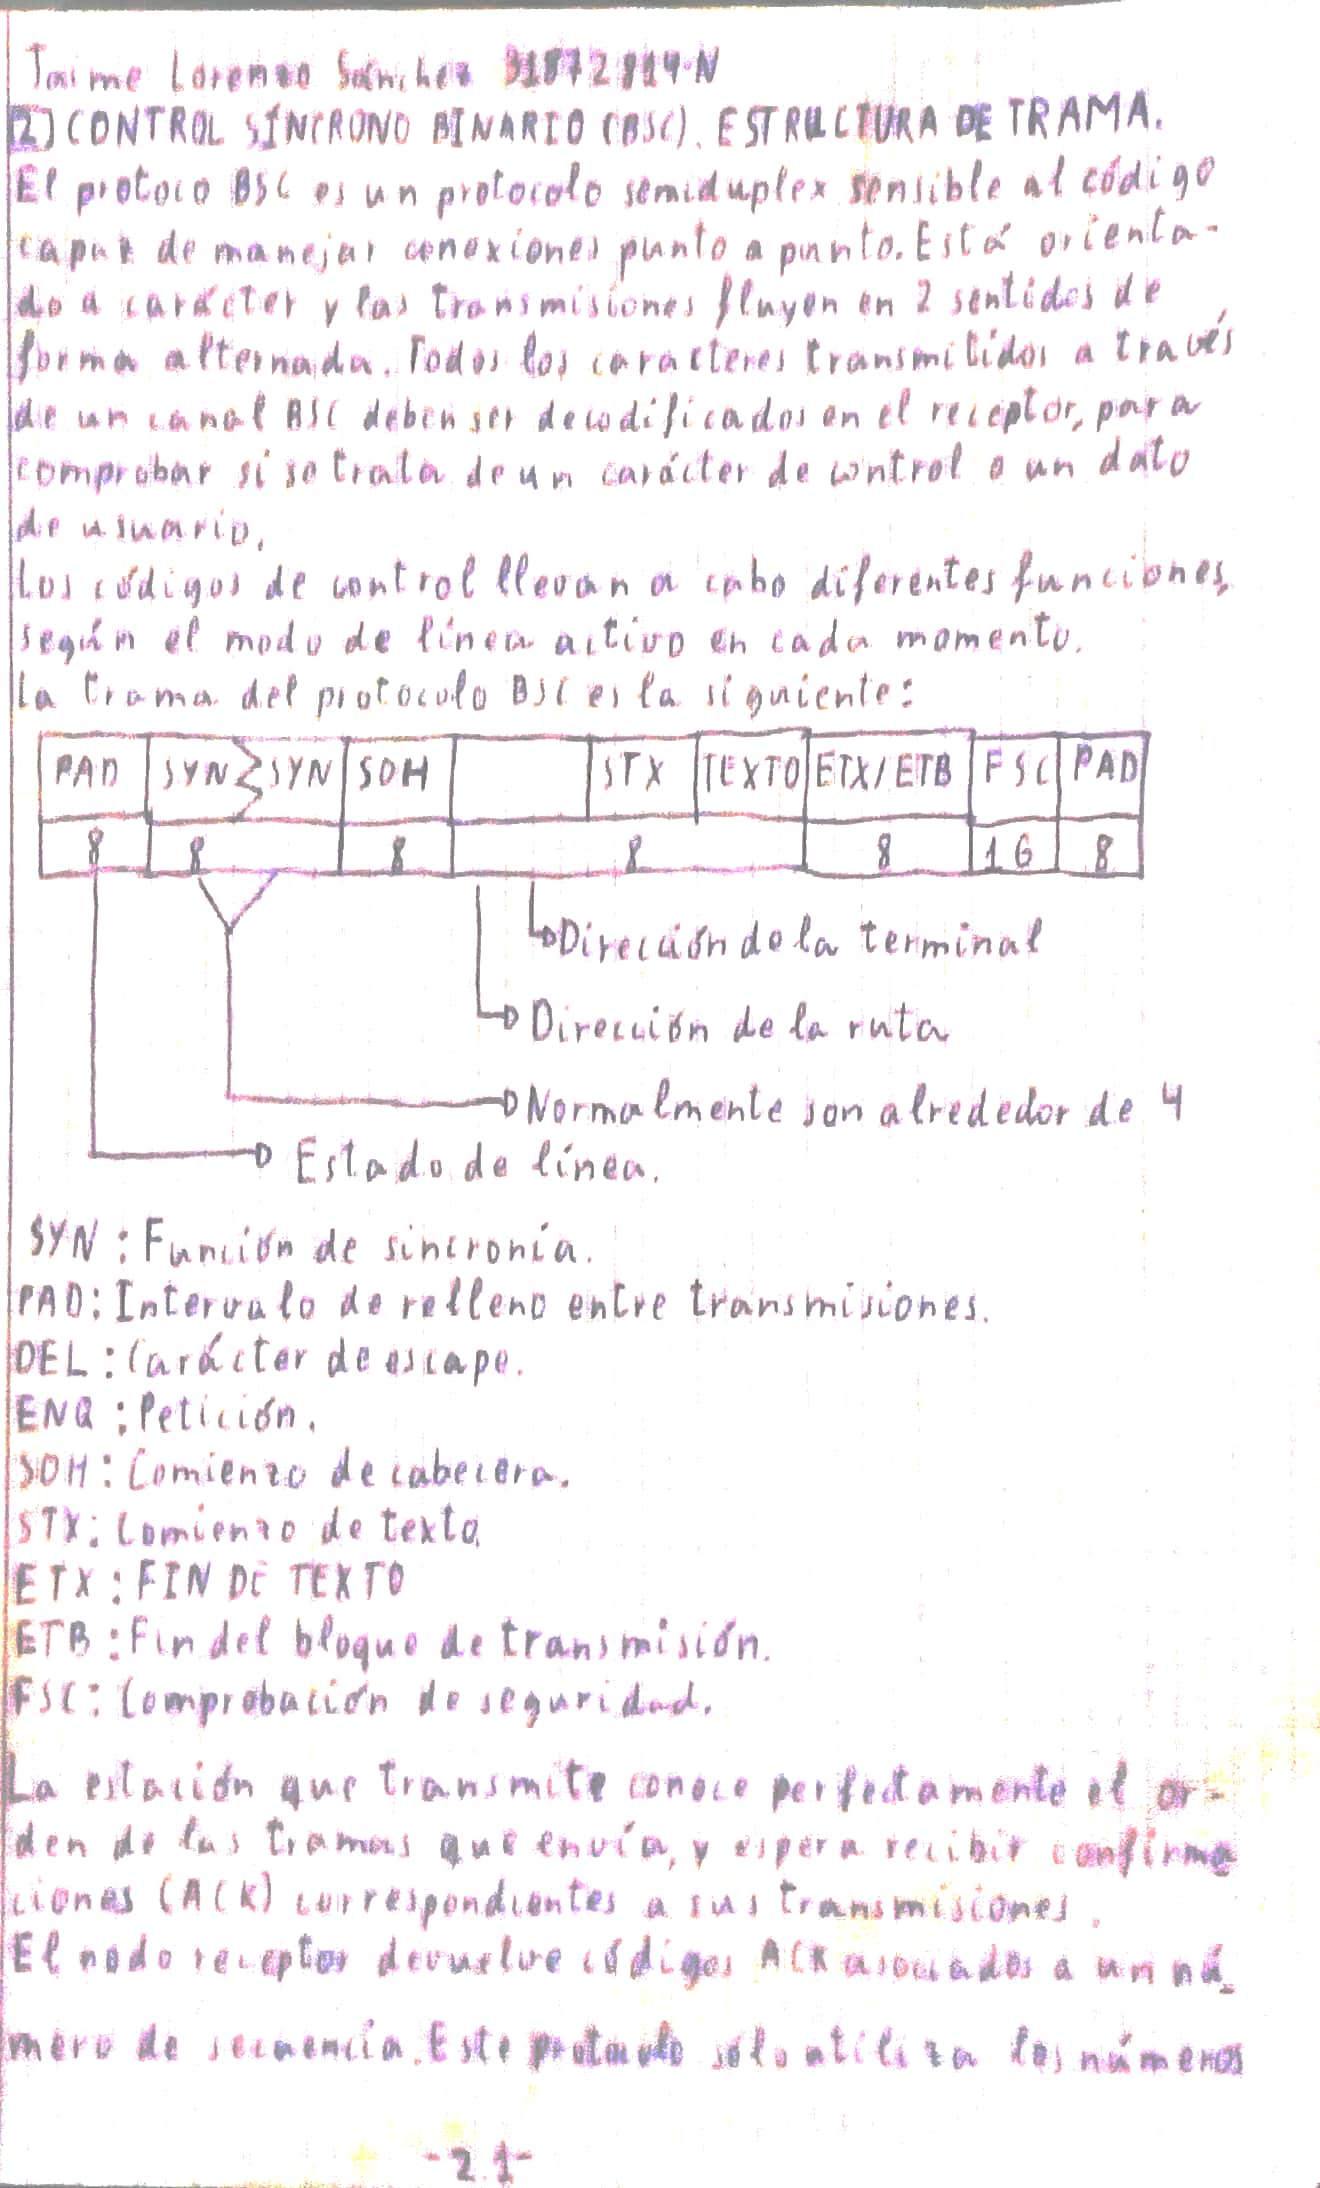 Jaime Lorenzo Sánchez
2) CONTROL SÍNCRONO BINARIO (BSC). ESTRUCTURA DE TRAMA.
El protoco BSC es un protocolo semiduplex sensible al código
capaz de manejar conexiones punto a punto. Está orienta-
do a carácter y las transmisiones fluyen en 2 sentidos de
forma alternada. Todos los caracteres transmitidos a través
de un canal BSC deben ser decodificados en el receptor, para
comprobar si se trata de un carácter de control o un dato
de usuario.
Los códigos de control llevan a cabo diferentes funciones,
según el modo de línea activo en cada momento.
La trama del protocolo BSC es la siguiente:
PAD SYN SYN SOH STX TEXTO ETX/ETB FSC PAD
8 8 8 8 8 16 8
Dirección de la terminal
Dirección de la ruta
Normalmente son alrededor de 4
Estado de línea.
SYN: Función de sincronía.
PAD: Intervalo de relleno entre transmisiones.
DEL: Carácter de escape.
ENQ: Petición.
SOH: Comienzo de cabecera.
STX: Comienzo de texto
ETX: FIN DE TEXTO
ETB: Fin del bloque de transmisión.
FSC: Comprobación de seguridad.
La estación que transmite conoce perfectamente el or-
den de las tramas que envía, y espera recibir confirma
ciones (ACK) correspondientes a sus transmisiones.
El nodo receptor devuelve códigos ACK asociados a un nú-
mero de secuencia. Este protocolo sólo utiliza los números
-2.1-